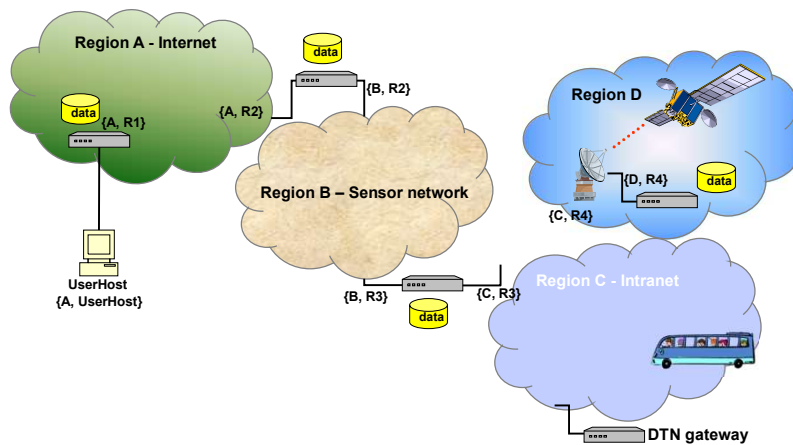 Region A - Internet
data
{A, R2}
{B, R2}
data
{A, R1}
UserHost
{A, UserHost}
Region B – Sensor network
{B, R3}
{C, R3}
data
Region D
{D, R4}
data
{C, R4}
Region C - Intranet
DTN gateway